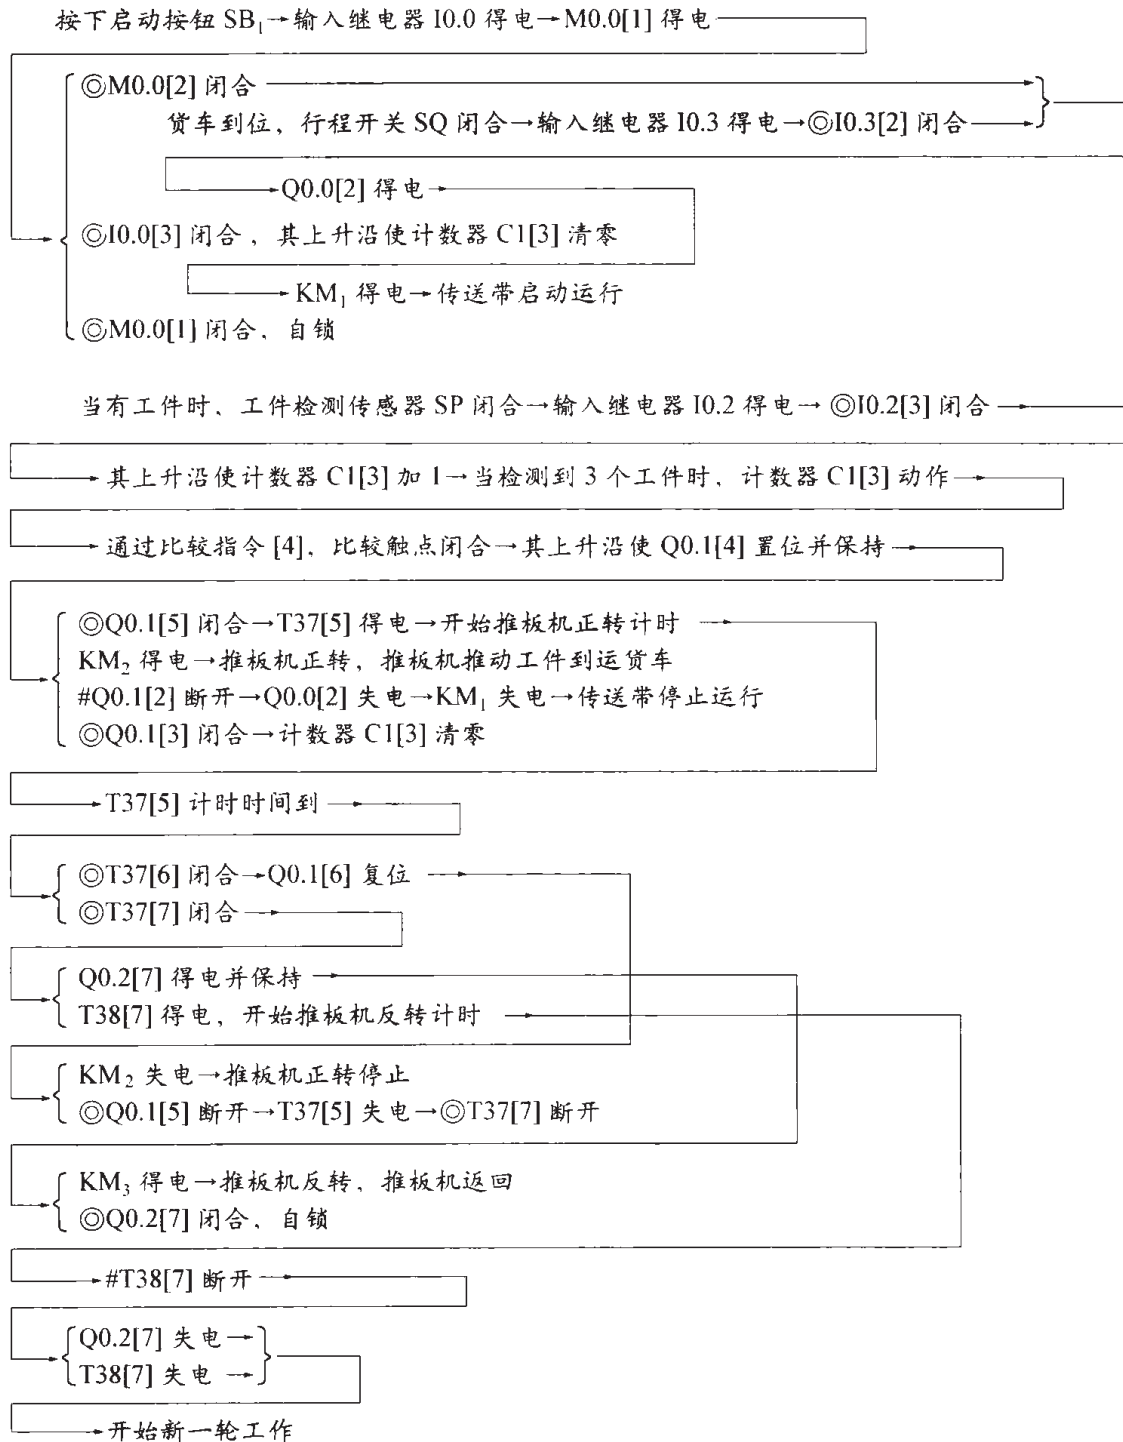 按下启动按钮 SB₁→输入继电器 I0.0 得电→M0.0[1] 得电
◎M0.0[2] 闭合
货车到位，行程开关 SQ 闭合→输入继电器 I0.3 得电→◎I0.3[2] 闭合
Q0.0[2] 得电
◎I0.0[3] 闭合，其上升沿使计数器 C1[3] 清零
KM₁ 得电→传送带启动运行
◎M0.0[1] 闭合、自锁
当有工件时、工件检测传感器 SP 闭合→输入继电器 I0.2 得电→ ◎I0.2[3] 闭合
其上升沿使计数器 C1[3] 加 1→当检测到 3 个工件时、计数器 C1[3] 动作
通过比较指令 [4]，比较触点闭合→其上升沿使 Q0.1[4] 置位并保持
◎Q0.1[5] 闭合→T37[5] 得电→开始推板机正转计时
KM₂ 得电→推板机正转，推板机推动工件到运货车
#Q0.1[2] 断开→Q0.0[2] 失电→KM₁ 失电→传送带停止运行
◎Q0.1[3] 闭合→计数器 C1[3] 清零
T37[5] 计时时间到
◎T37[6] 闭合→Q0.1[6] 复位
◎T37[7] 闭合
Q0.2[7] 得电并保持
T38[7] 得电，开始推板机反转计时
KM₂ 失电→推板机正转停止
◎Q0.1[5] 断开→T37[5] 失电→◎T37[7] 断开
KM₃ 得电→推板机反转、推板机返回
◎Q0.2[7] 闭合、自锁
#T38[7] 断开
Q0.2[7] 失电
T38[7] 失电
开始新一轮工作